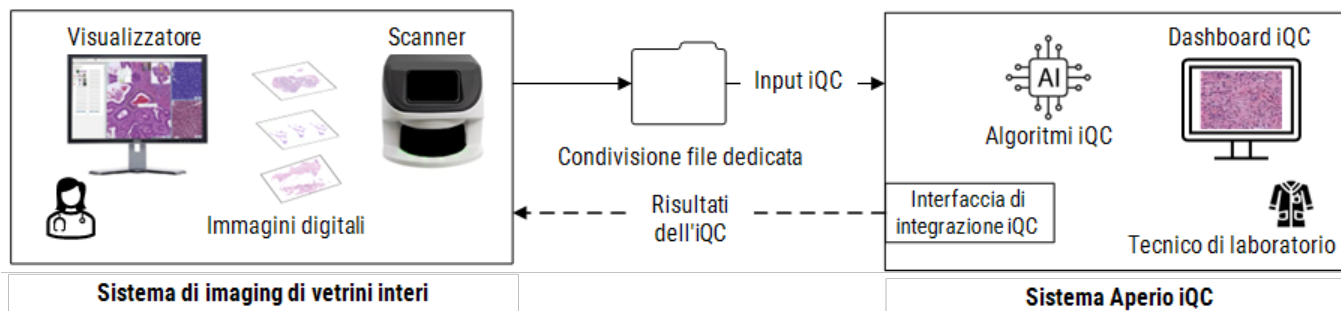 Visualizzatore
Scanner
Immagini digitali
Sistema di imaging di vetrini interi
Input iQC
Condivisione file dedicata
Risultati
dell'iQC
AI
Algoritmi iQC
Dashboard iQC
Interfaccia di
integrazione iQC
Tecnico di laboratorio
Sistema Aperio iQC